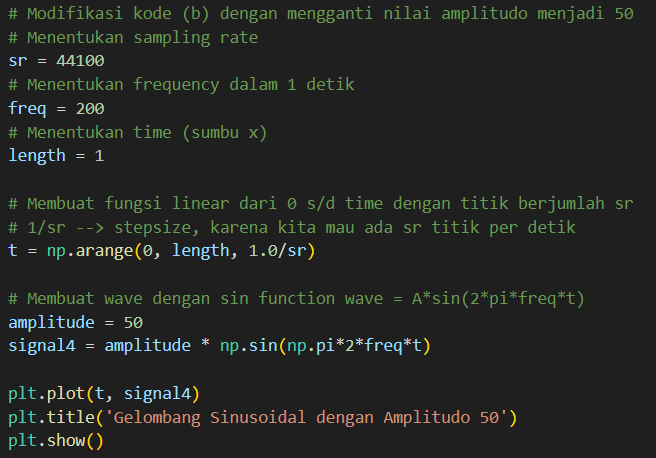 # Modifikasi kode (b) dengan mengganti nilai amplitudo menjadi 50
# Menentukan sampling rate
sr = 44100
# Menentukan frequency dalam 1 detik
freq = 200
# Menentukan time (sumbu x)
length = 1
# Membuat fungsi linear dari 0 s/d time dengan titik berjumlah sr
# 1/sr --> stepsize, karena kita mau ada sr titik per detik
t = np.arange(0, length, 1.0/sr)
# Membuat wave dengan sin function wave = A*sin(2*pi*freq*t)
amplitude = 50
signal4 = amplitude * np.sin(np.pi*2*freq*t)
plt.plot(t, signal4)
plt.title('Gelombang Sinusoidal dengan Amplitudo 50')
plt.show()